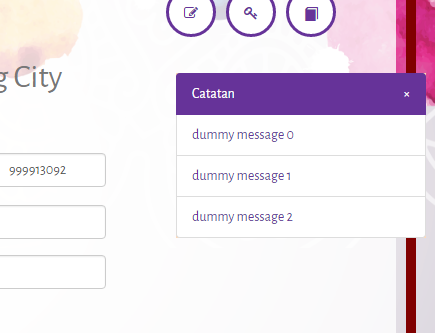 g City
Catatan ×
dummy message 0
999913092
dummy message 1
dummy message 2